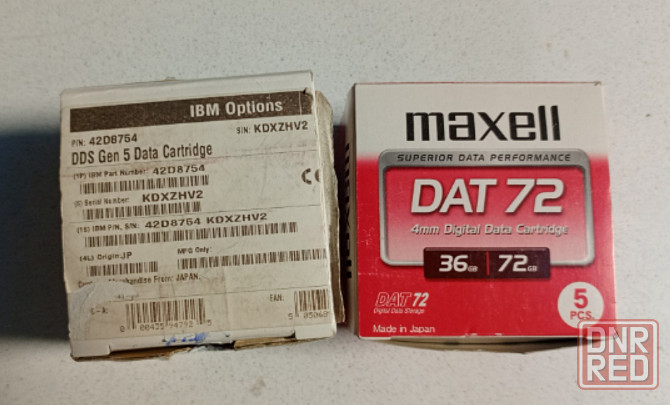 IBM Options
P/N: 42D8754
S/N: KDXZHV2
DDS Gen 5 Data Cartridge
(1P) IBM Part Number: 42D8754
(S) Serial Number: KDXZHV2
(1S) IBM P/N, S/N: 42D8754 KDXZHV2
(4L) Origin: JP
MFG Only:
From: JAPAN.
EAN:
CE
maxell
SUPERIOR DATA PERFORMANCE
DAT 72
4mm Digital Data Cartridge
36GB 72GB
DAT 72
Digital Data Storage
5
PCS.
Made in Japan
DNR
RED